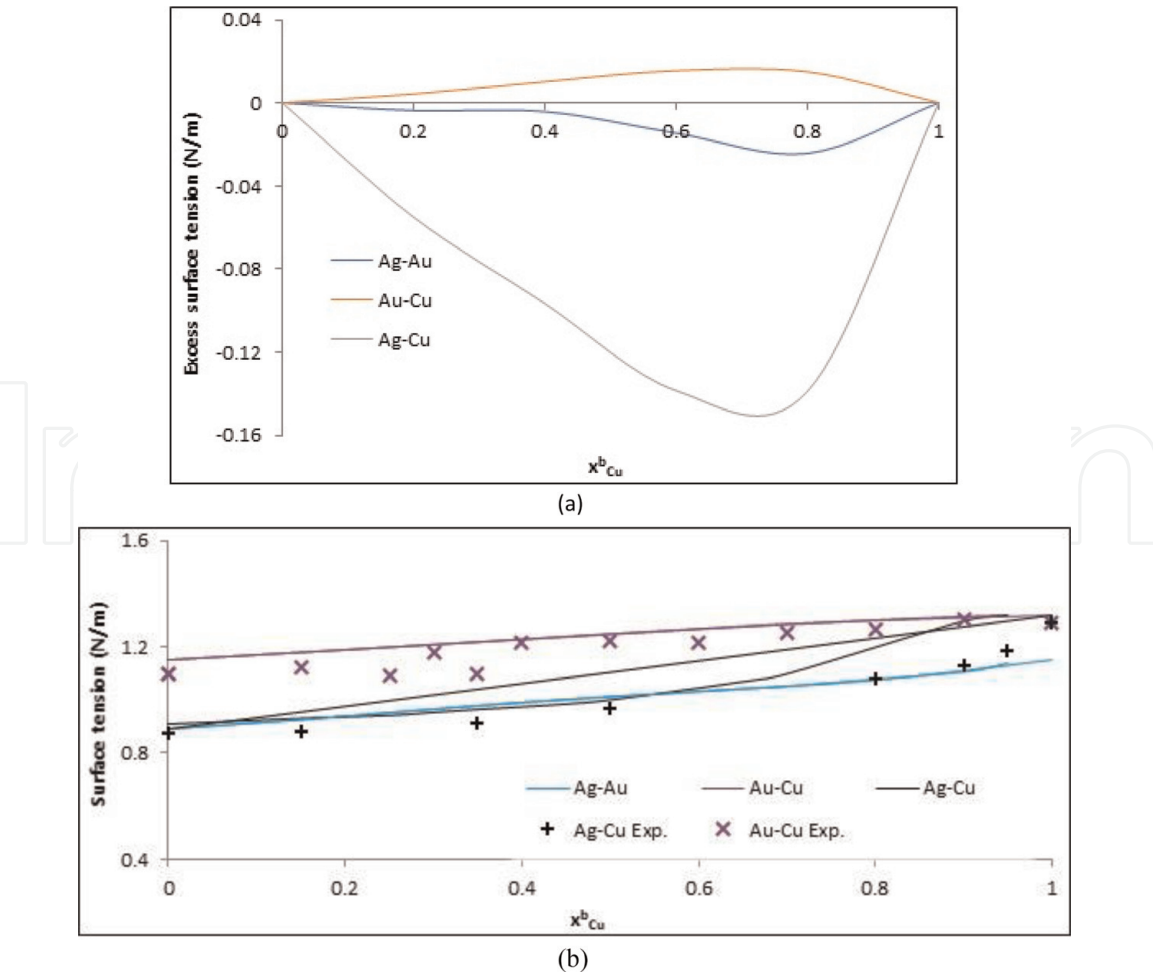 0.04
0
0 0.2 0.4 0.6 0.8 1
-0.04
-0.08
-0.12
-0.16
Excess surface tension (N/m)
Ag-Au
Au-Cu
Ag-Cu
x^b_Cu
(a)
1.6
1.2
0.8
0.4
Surface tension (N/m)
Ag-Au Au-Cu Ag-Cu
Ag-Cu Exp. Au-Cu Exp.
0 0.2 0.4 0.6 0.8 1
x^b_Cu
(b)